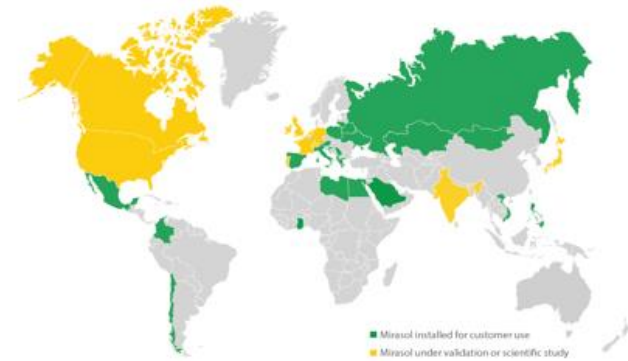 Mirasol installed for customer use
Mirasol under validation or scientific study